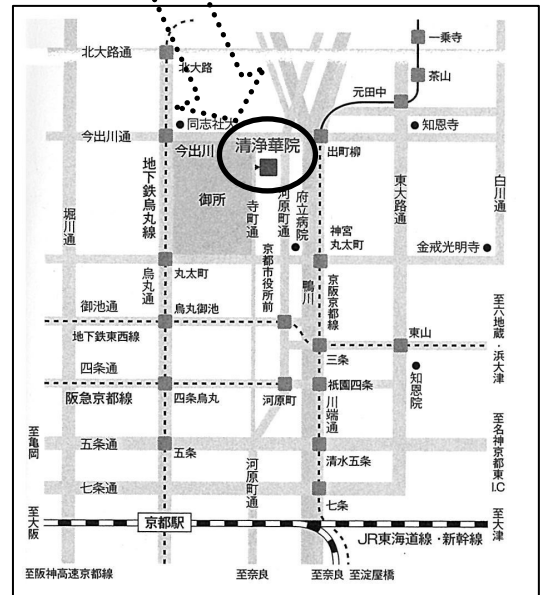 一乗寺
北大路通
北大路
茶山
元田中
同志社大
知恩寺
今出川通
今出川
清浄華院
出町柳
地下鉄烏丸線
御所
寺町通
河原町通
府立病院
東大路通
白川通
堀川通
神宮丸太町
金戒光明寺
烏丸通
丸太町
京都市役所前
鴨川
京阪京都線
御池通
烏丸御池
地下鉄東西線
三条
東山
至六地蔵・浜大津
四条通
阪急京都線
四条烏丸
河原町
祇園四条
川端通
知恩院
至亀岡
五条通
五条
清水五条
至名神京都東I.C
七条通
河原町通
七条
至大阪
京都駅
JR東海道線・新幹線
至大津
至阪神高速京都線
至奈良
至奈良
至淀屋橋